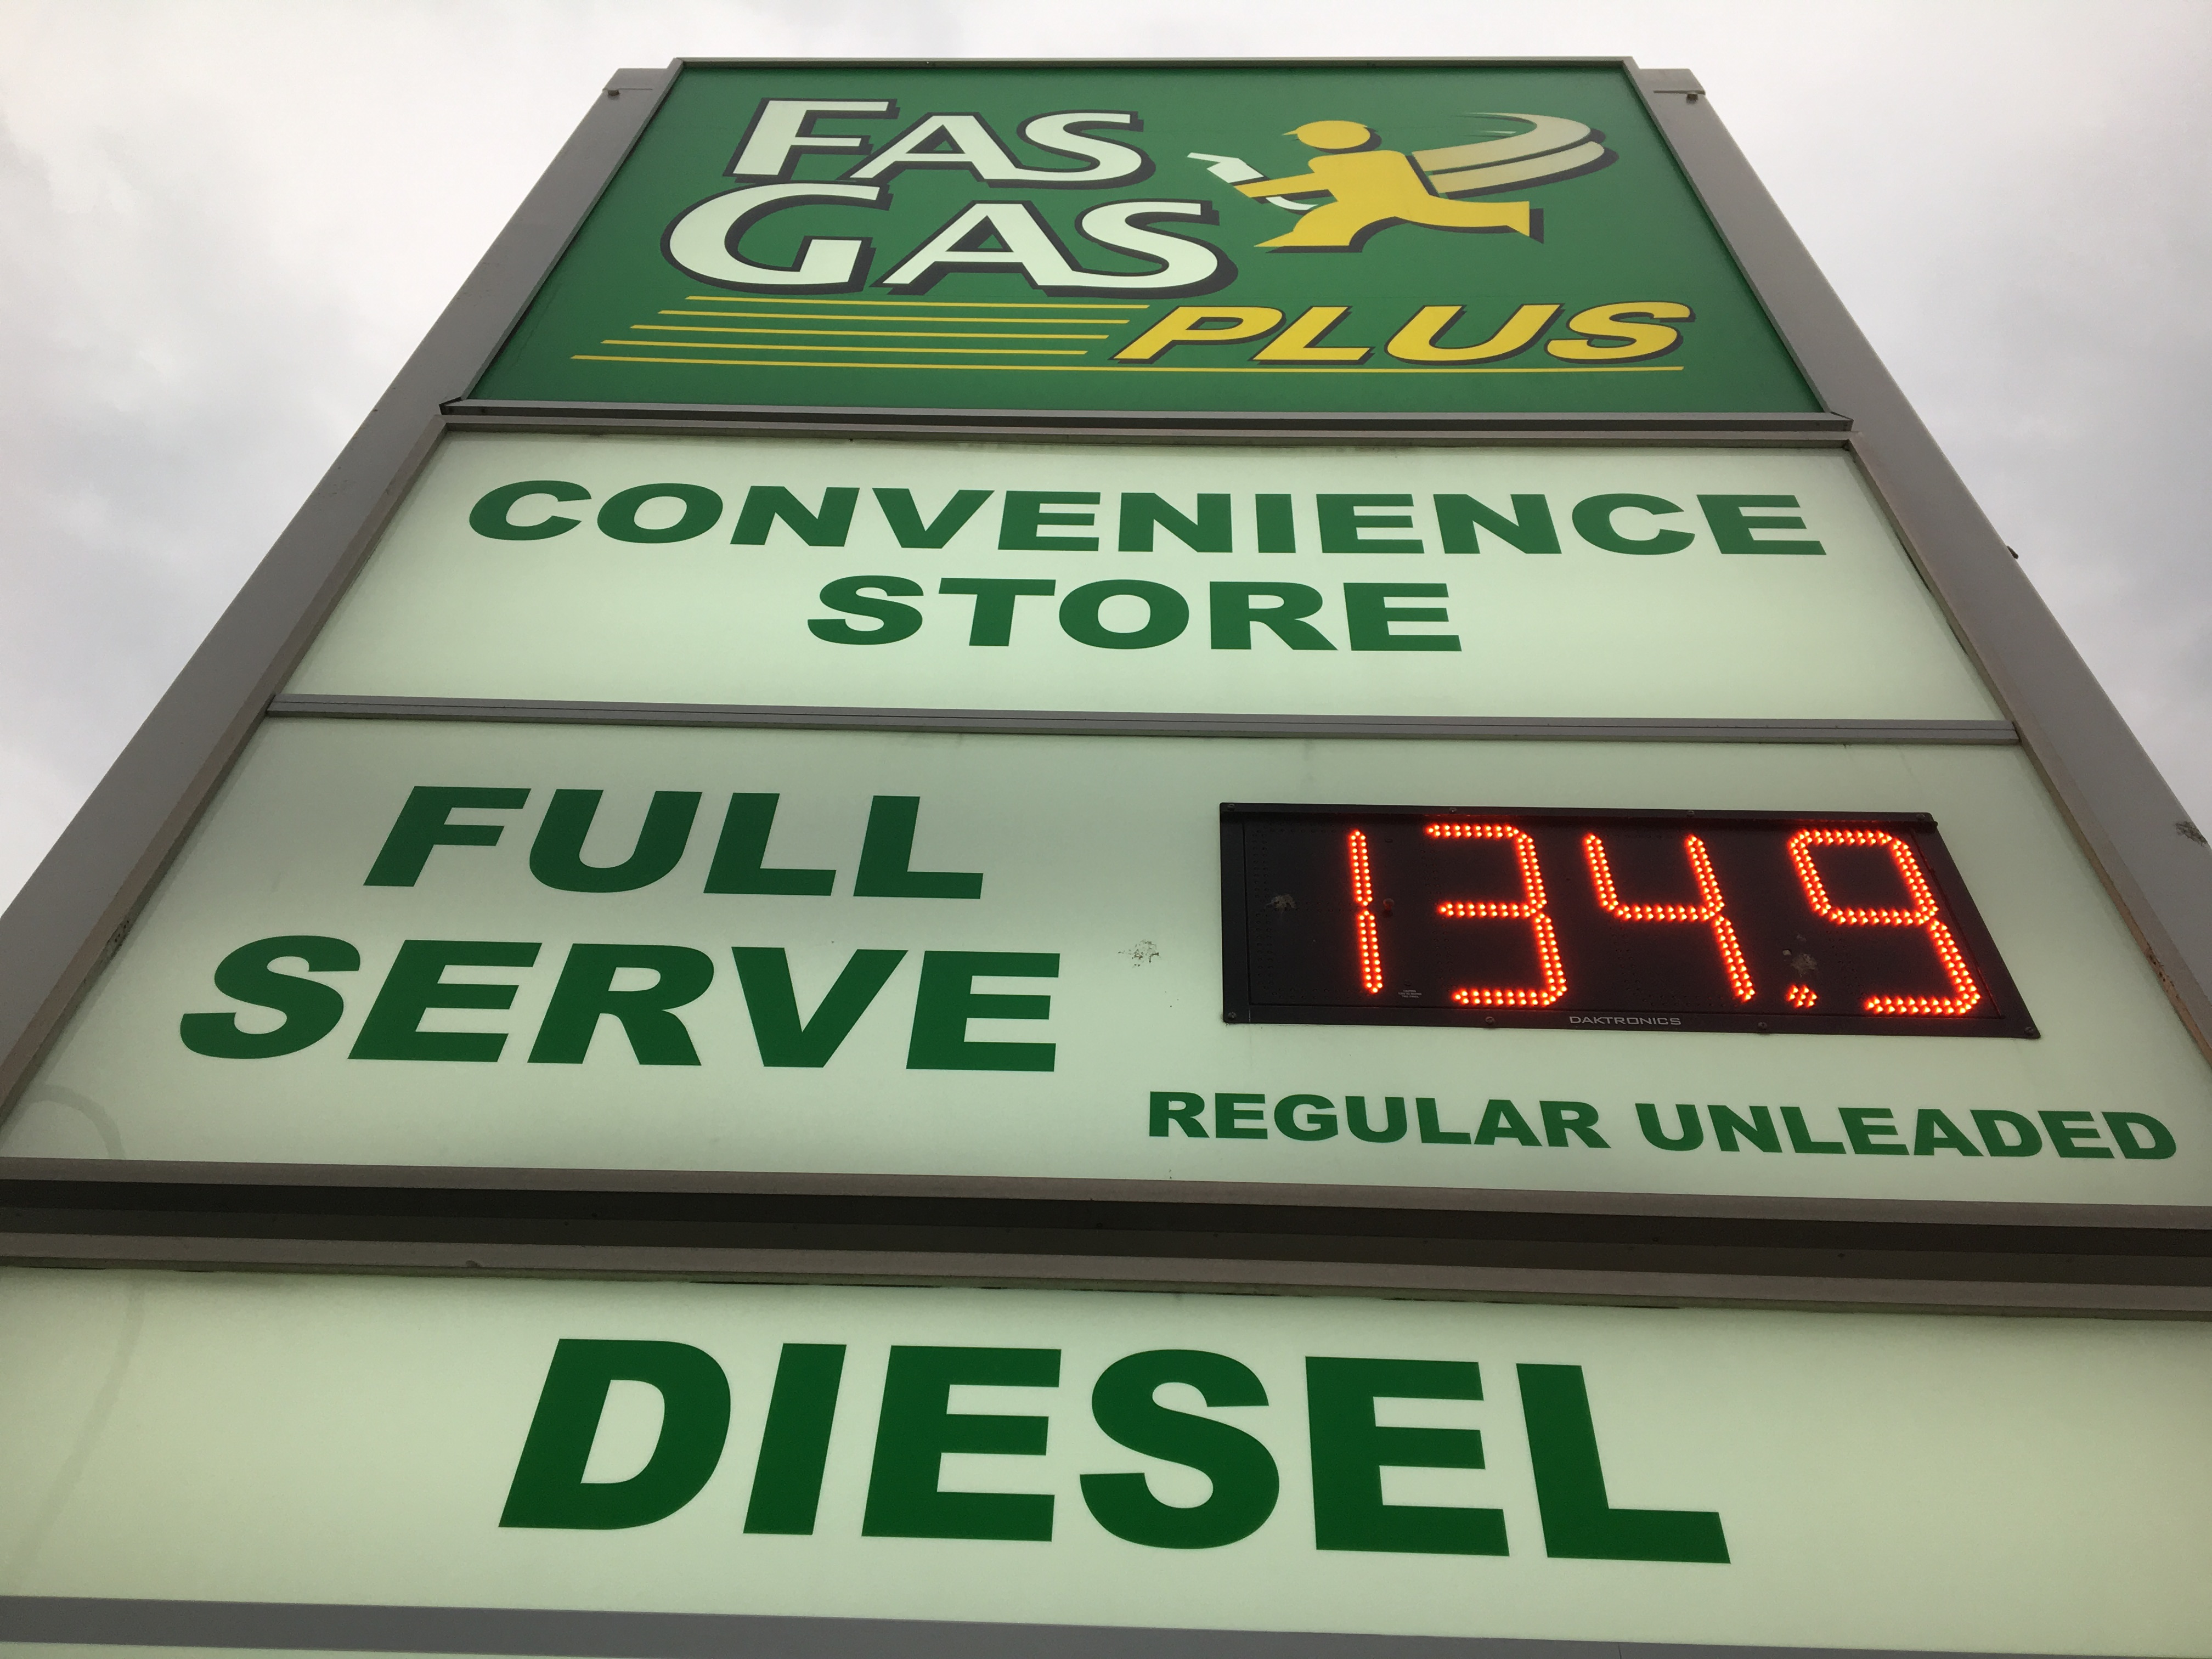 FAS
GAS
PLUS
CONVENIENCE
STORE
FULL
SERVE
134.9
DAKTRONICS
REGULAR UNLEADED
DIESEL